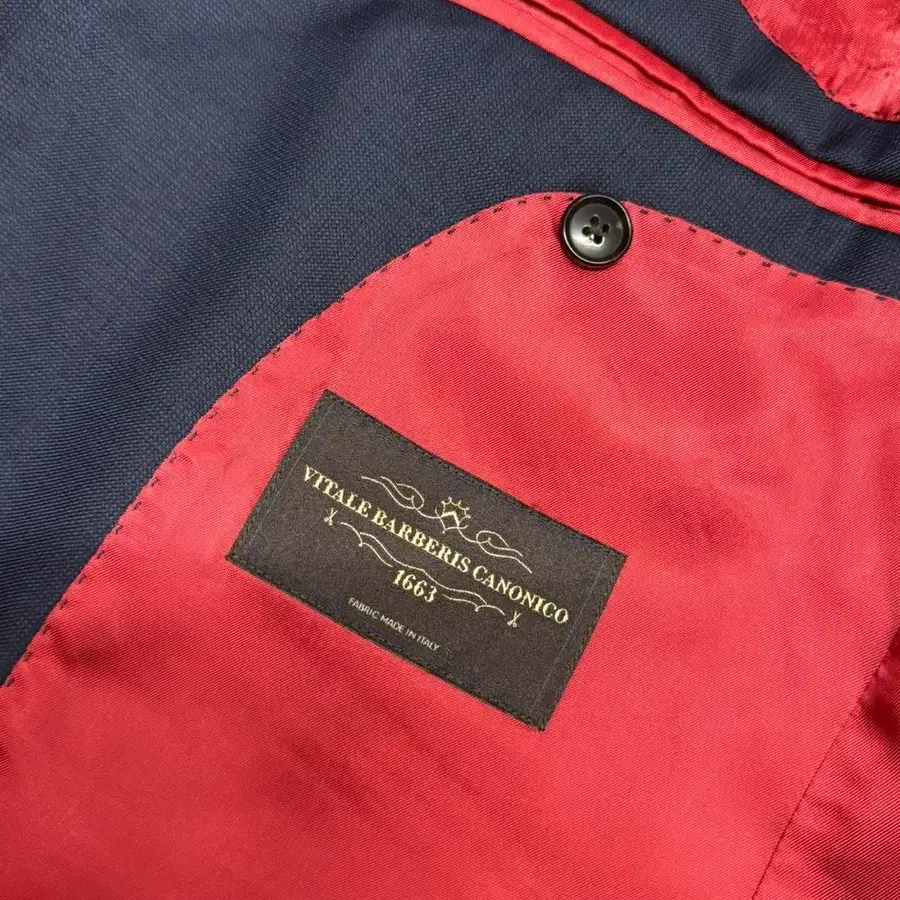 VITALE BARBERIS CANONICO
1663
FABRIC MADE IN ITALY